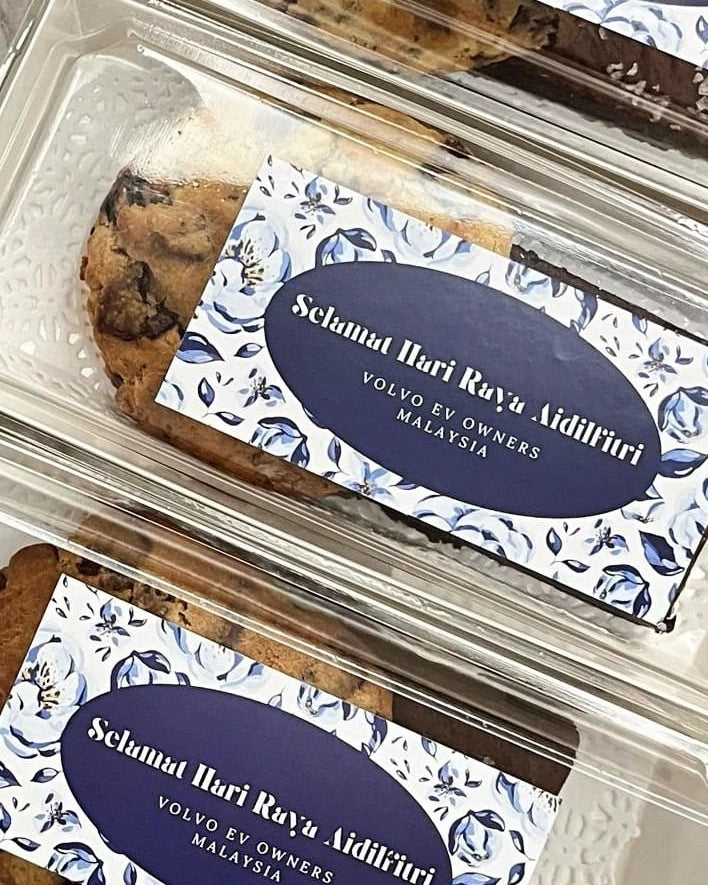 Selamat Hari Raya Aidilfitri
VOLVO EV OWNERS
MALAYSIA
Selamat Hari Raya Aidilfitri
VOLVO EV OWNERS
MALAYSIA